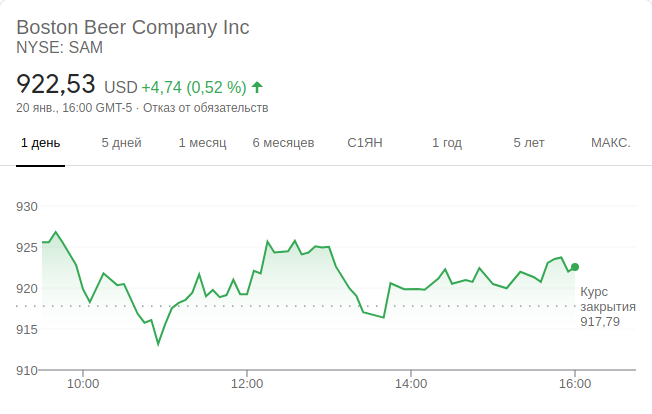 Boston Beer Company Inc
NYSE: SAM
922,53 USD +4,74 (0,52 %)
20 янв., 16:00 GMT-5 · Отказ от обязательств
1 день 5 дней 1 месяц 6 месяцев С1ЯН 1 год 5 лет МАКС.
930
925
920
915
910
Курс
закрытия
917,79
10:00 12:00 14:00 16:00